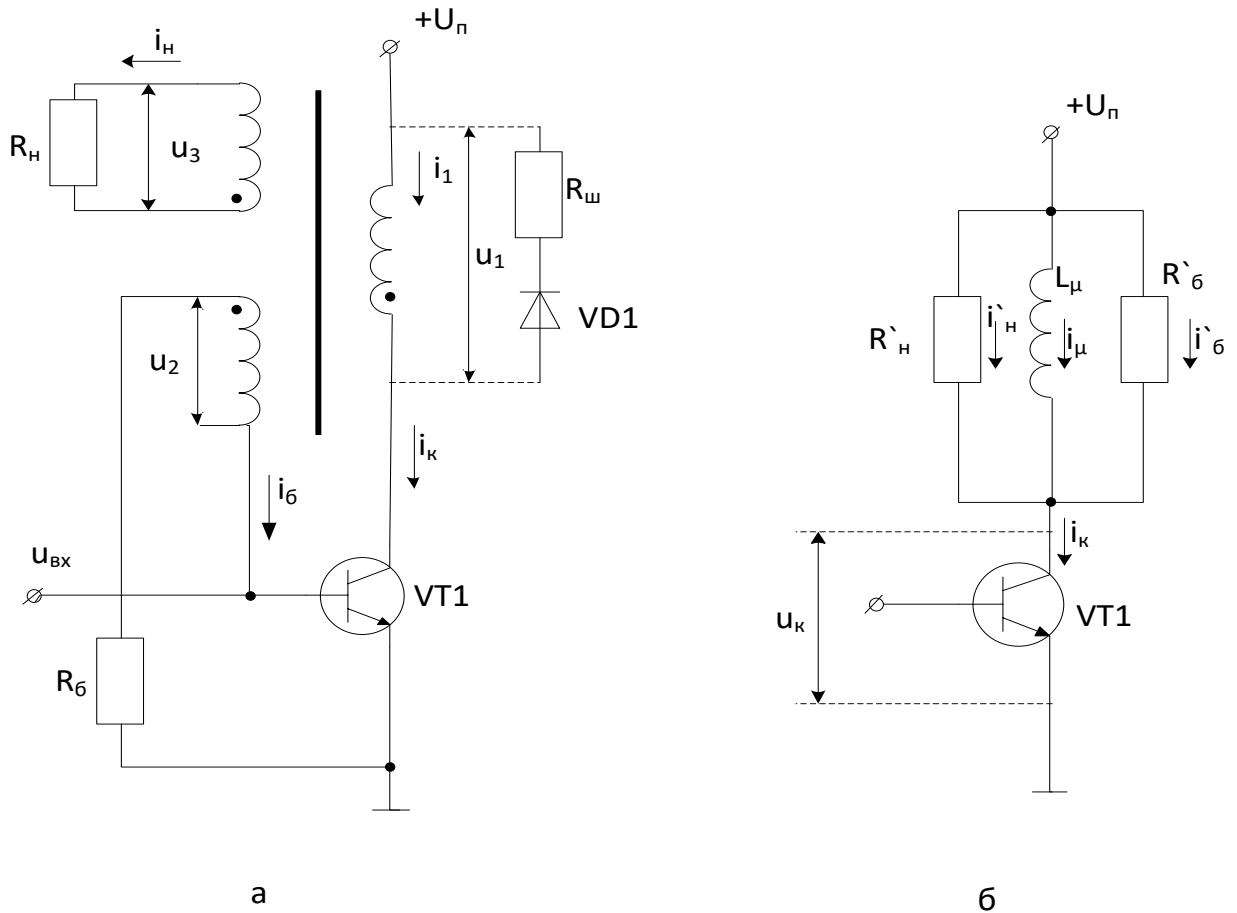 +Uп
iн
Rн
u3
i1
Rш
u1
VD1
u2
iк
iб
uвх
VT1
Rб
а
+Uп
Lμ
R`б
R`н
i`н
iμ
i`б
iк
uк
VT1
б